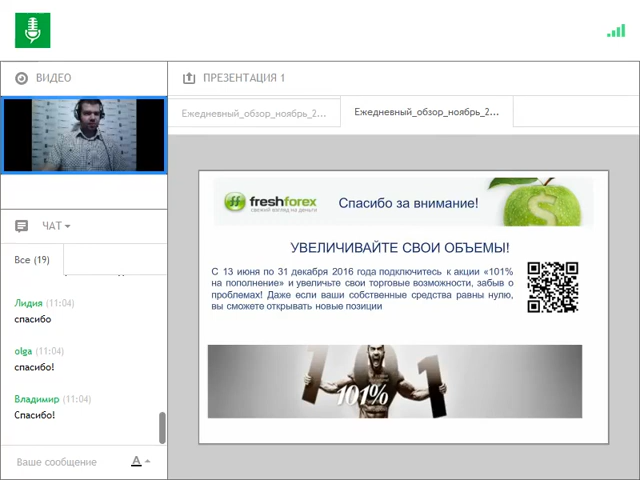 ВИДЕО
ПРЕЗЕНТАЦИЯ 1
Ежедневный_обзор_ноябрь_2...
Ежедневный_обзор_ноябрь_2...
freshforex
свежий взгляд на деньги
Спасибо за внимание!
УВЕЛИЧИВАЙТЕ СВОИ ОБЪЕМЫ!
С 13 июня по 31 декабря 2016 года подключитесь к акции «101%
на пополнение» и увеличьте свои торговые возможности, забыв о
проблемах! Даже если ваши собственные средства равны нулю,
вы сможете открывать новые позиции
101
101%
ЧАТ
Все (19)
Лидия (11:04)
спасибо
olga (11:04)
спасибо!
Владимир (11:04)
Спасибо!
Ваше сообщение
A